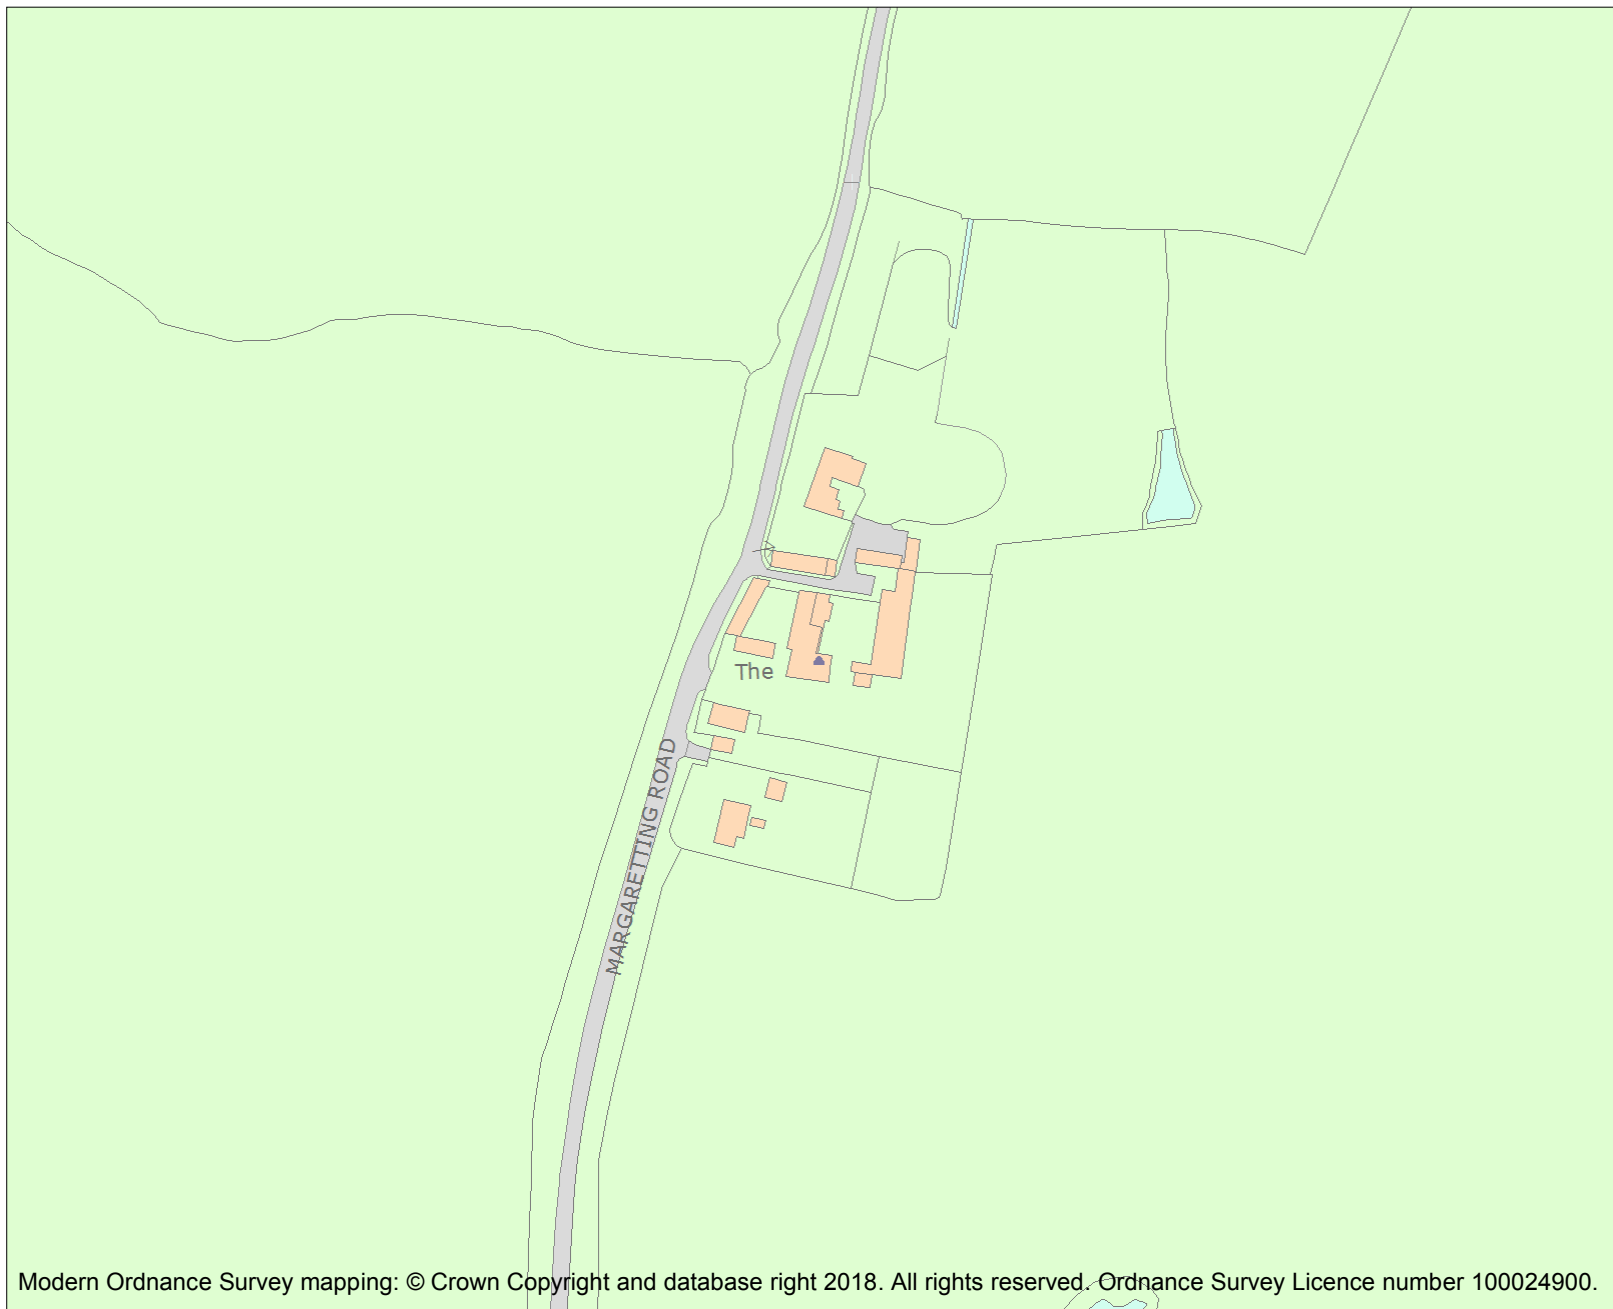 The
MARGARETTING ROAD
Modern Ordnance Survey mapping: © Crown Copyright and database right 2018. All rights reserved. Ordnance Survey Licence number 100024900.